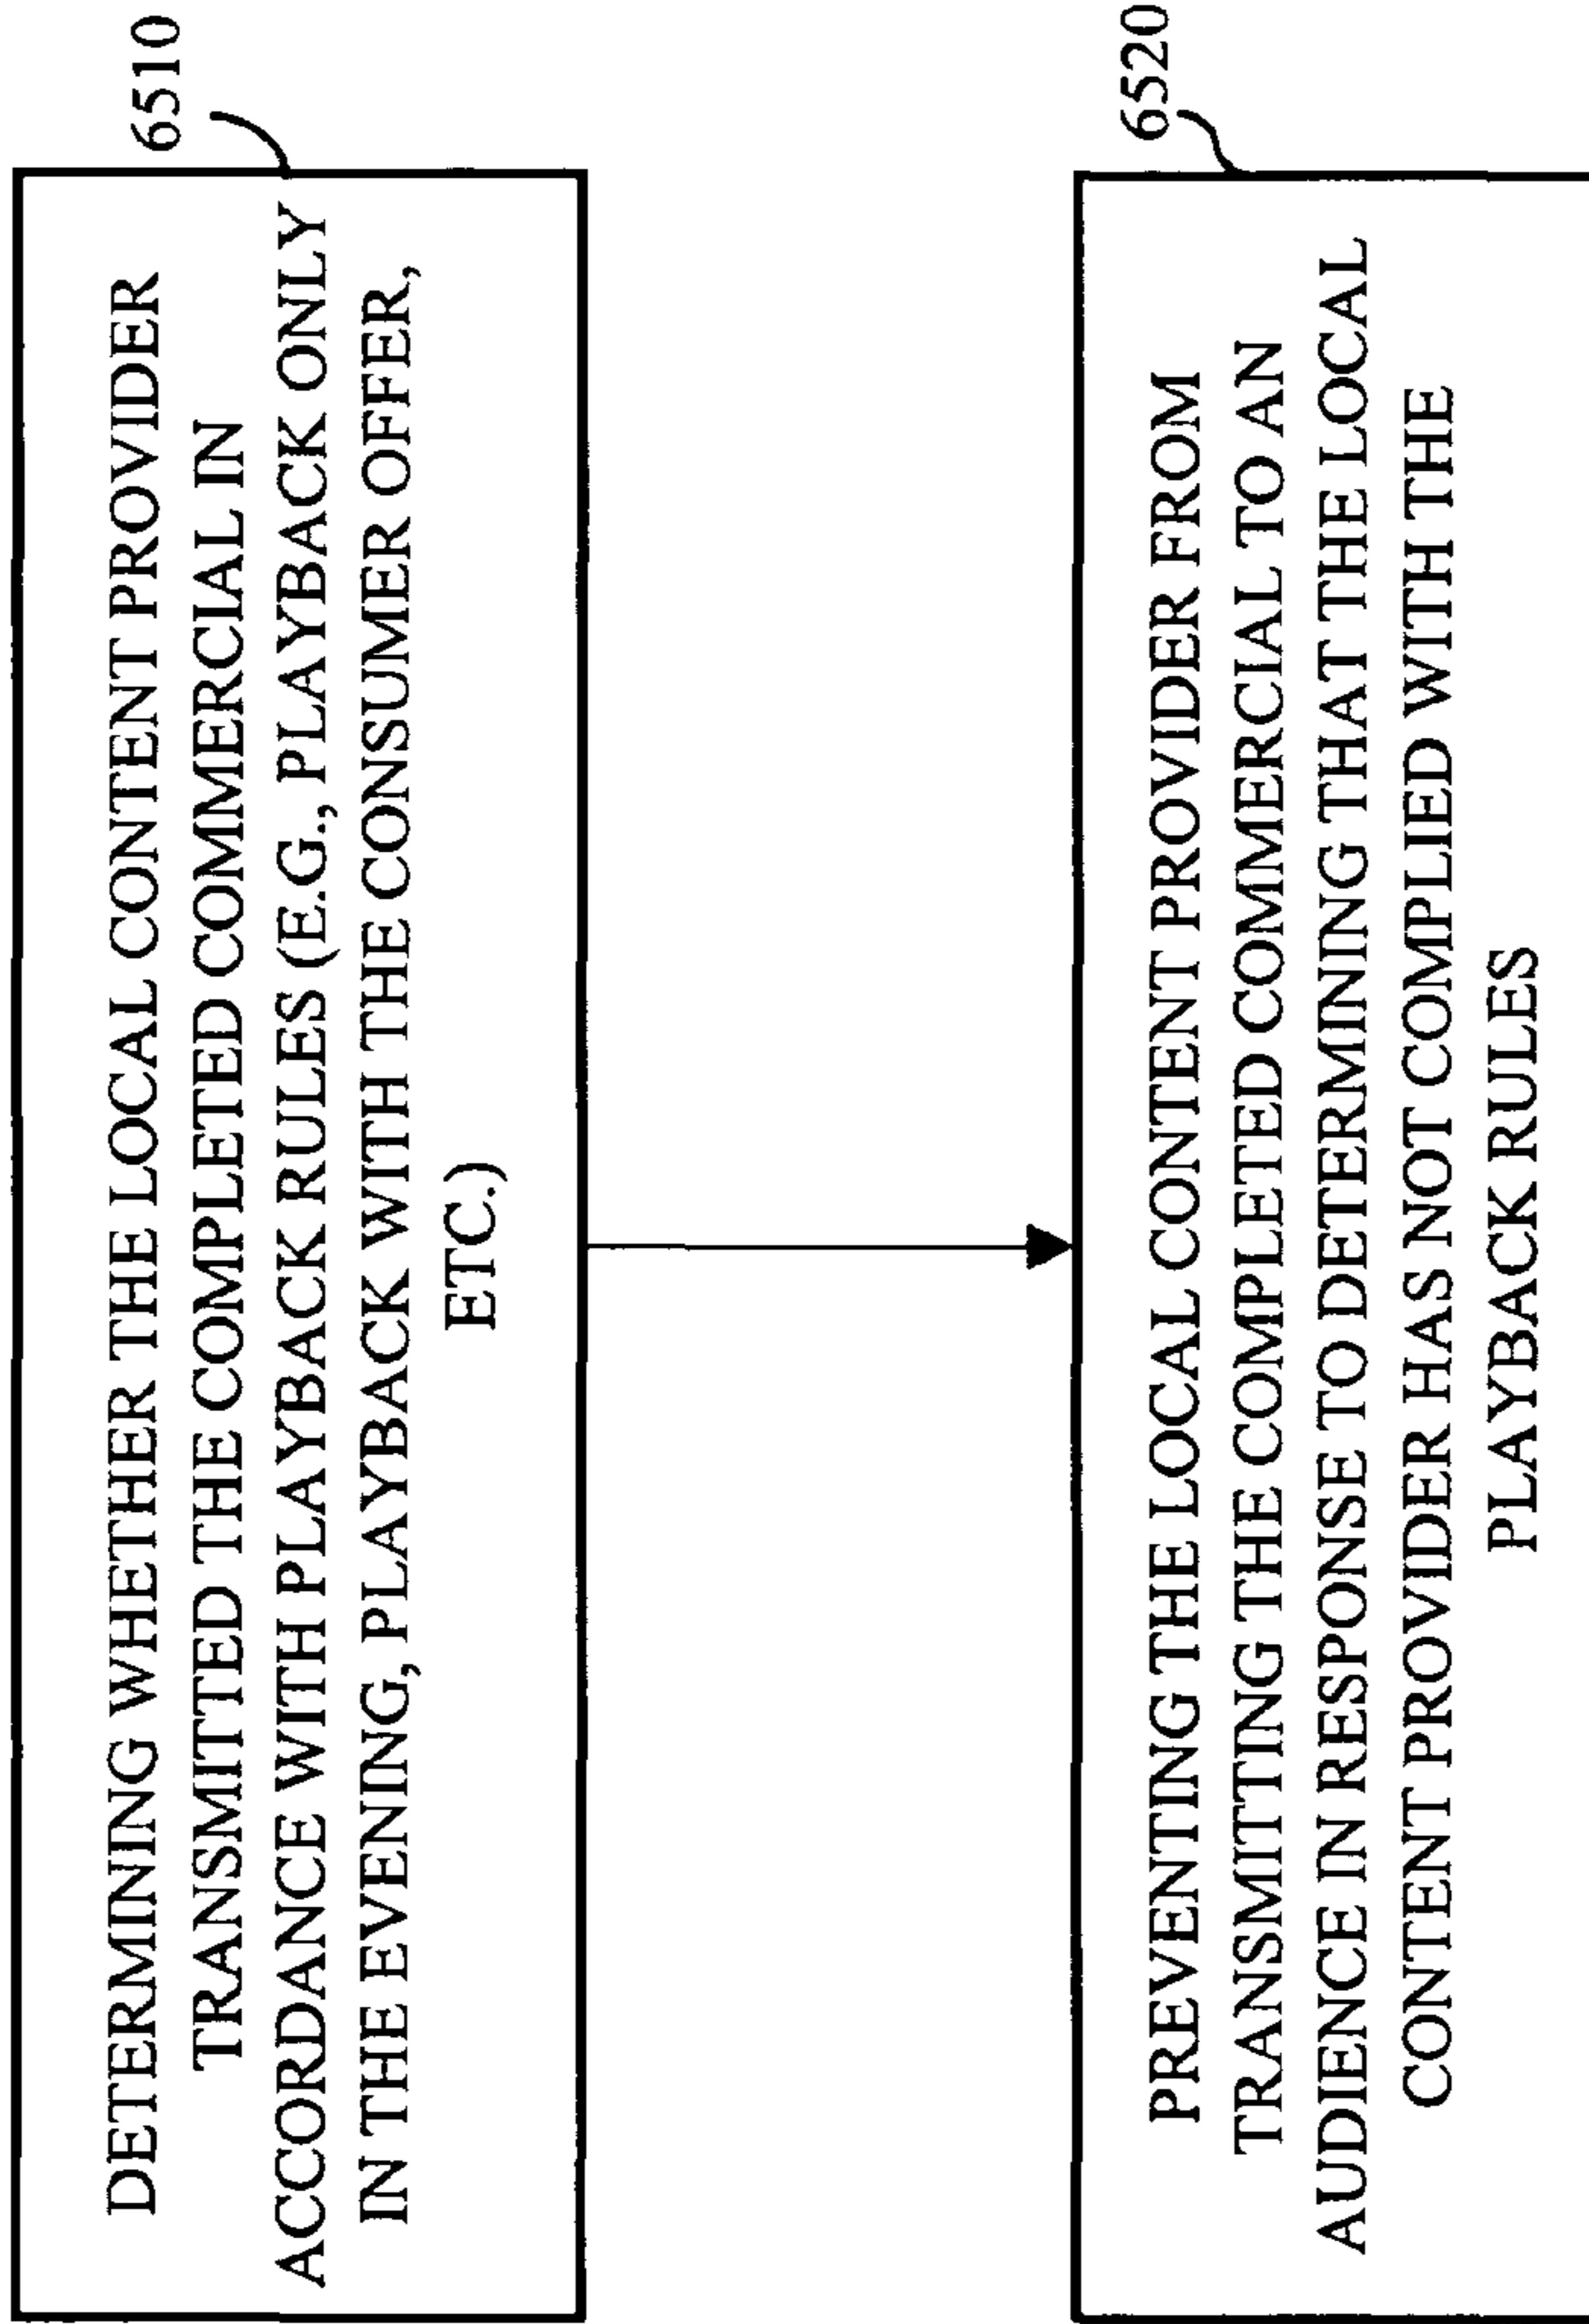 DETERMINING WHETHER THE LOCAL CONTENT PROVIDER
TRANSMITTED THE COMPLETED COMMERCIAL IN
ACCORDANCE WITH PLAYBACK RULES (E.G., PLAYBACK ONLY
IN THE EVENING, PLAYBACK WITH THE CONSUMER OFFER,
ETC.)
6510
PREVENTING THE LOCAL CONTENT PROVIDER FROM
TRANSMITTING THE COMPLETED COMMERCIAL TO AN
AUDIENCE IN RESPONSE TO DETERMINING THAT THE LOCAL
CONTENT PROVIDER HAS NOT COMPLIED WITH THE
PLAYBACK RULES
6520